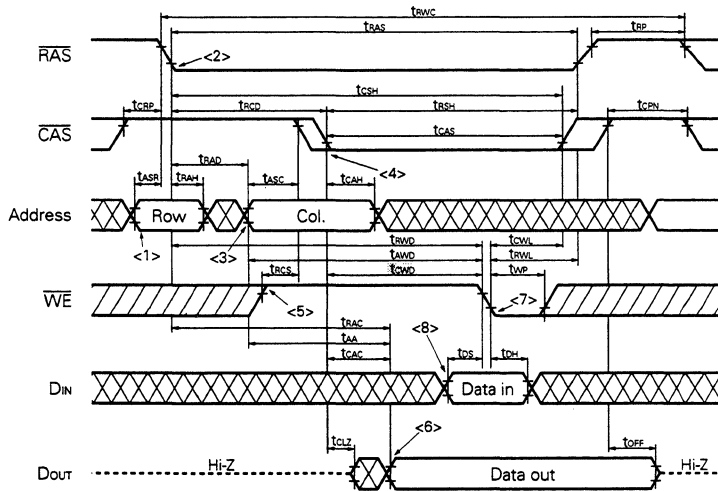 tRWC
tRAS
tRP
RAS
<2>
tCSH
tCRP
tRCD
tRSH
tCPN
CAS
tCAS
<4>
tRAD
tASR
tRAH
tASC
tCAH
Address
Row
Col.
<1>
<3>
tRWD
tCWL
tAWD
tRWL
tRCS
tCWD
tWP
WE
<5>
<7>
tRAC
tAA
tCAC
<8>
tDS
tDH
DIN
Data in
<6>
tCLZ
tOFF
DOUT
Hi-Z
Data out
Hi-Z